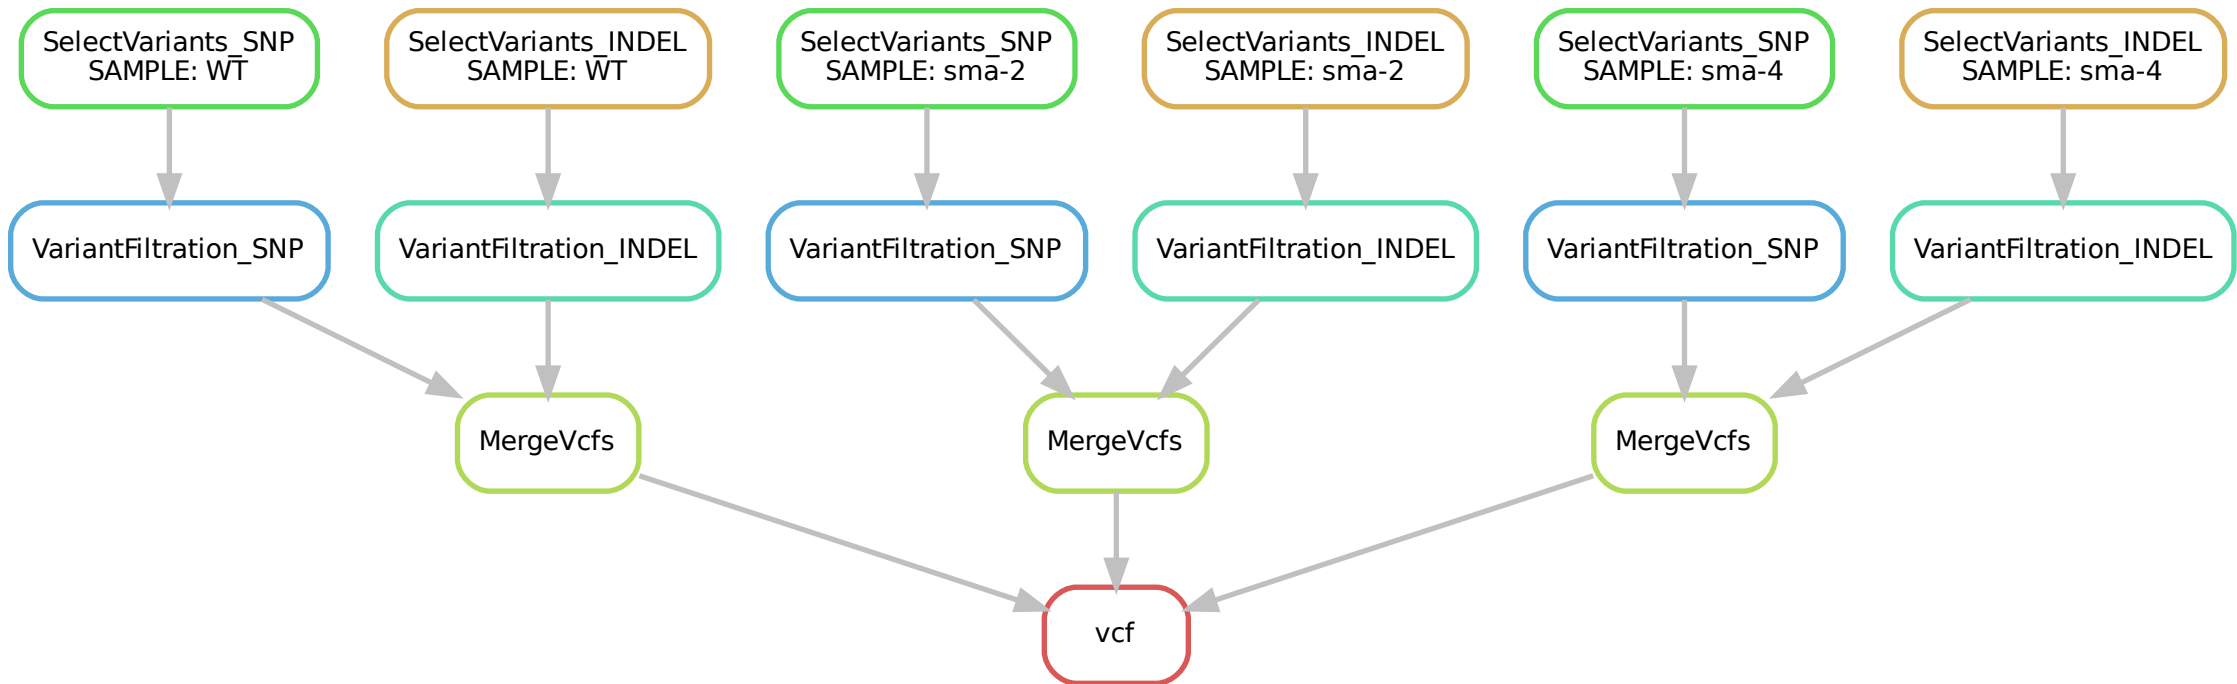 SelectVariants_SNP
SAMPLE: WT
SelectVariants_INDEL
SAMPLE: WT
SelectVariants_SNP
SAMPLE: sma-2
SelectVariants_INDEL
SAMPLE: sma-2
SelectVariants_SNP
SAMPLE: sma-4
SelectVariants_INDEL
SAMPLE: sma-4
VariantFiltration_SNP
VariantFiltration_INDEL
VariantFiltration_SNP
VariantFiltration_INDEL
VariantFiltration_SNP
VariantFiltration_INDEL
MergeVcfs
MergeVcfs
MergeVcfs
vcf